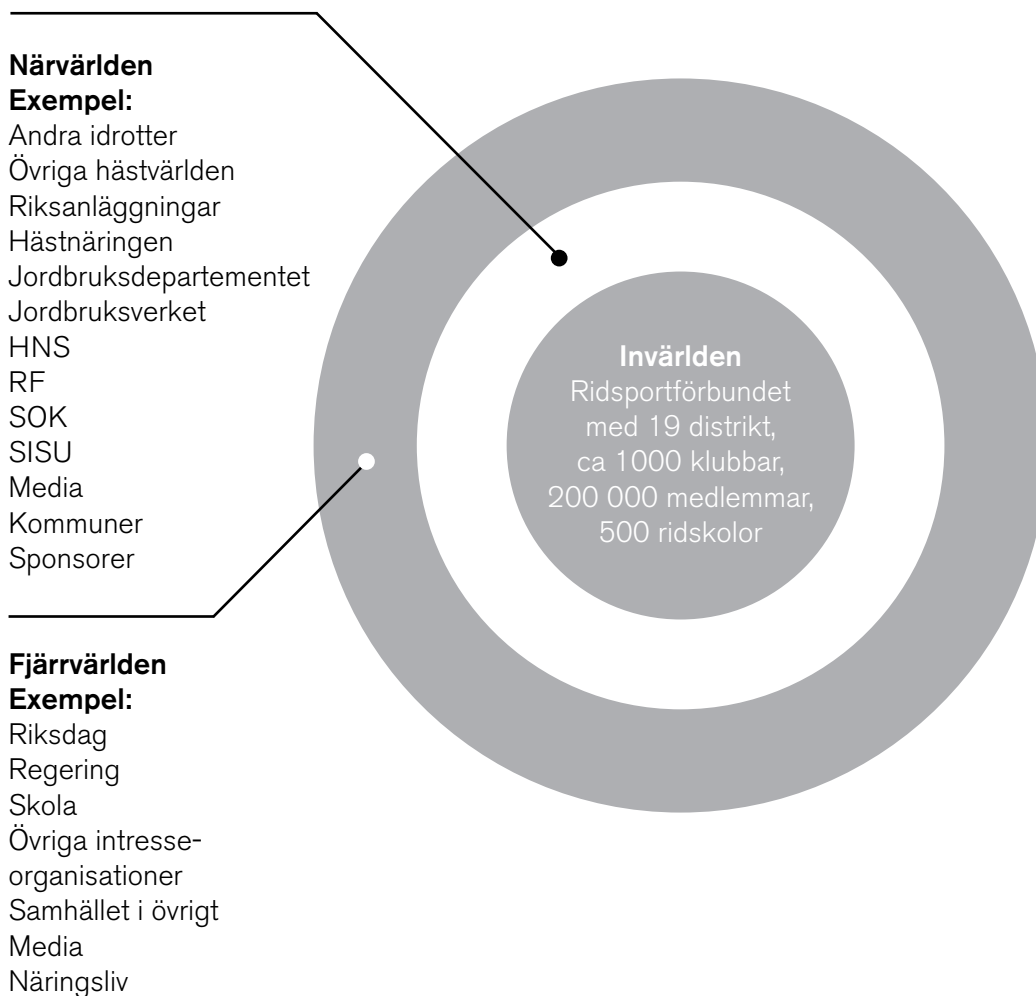 Närvärlden
Exempel:
Andra idrotter
Övriga hästvärlden
Riksanläggningar
Hästnäringen
Jordbruksdepartementet
Jordbruksverket
HNS
RF
SOK
SISU
Media
Kommuner
Sponsorer
Invärlden
Ridsportförbundet
med 19 distrikt,
ca 1000 klubbar,
200 000 medlemmar,
500 ridskolor
Fjärrvärlden
Exempel:
Riksdag
Regering
Skola
Övriga intresse-
organisationer
Samhället i övrigt
Media
Näringsliv